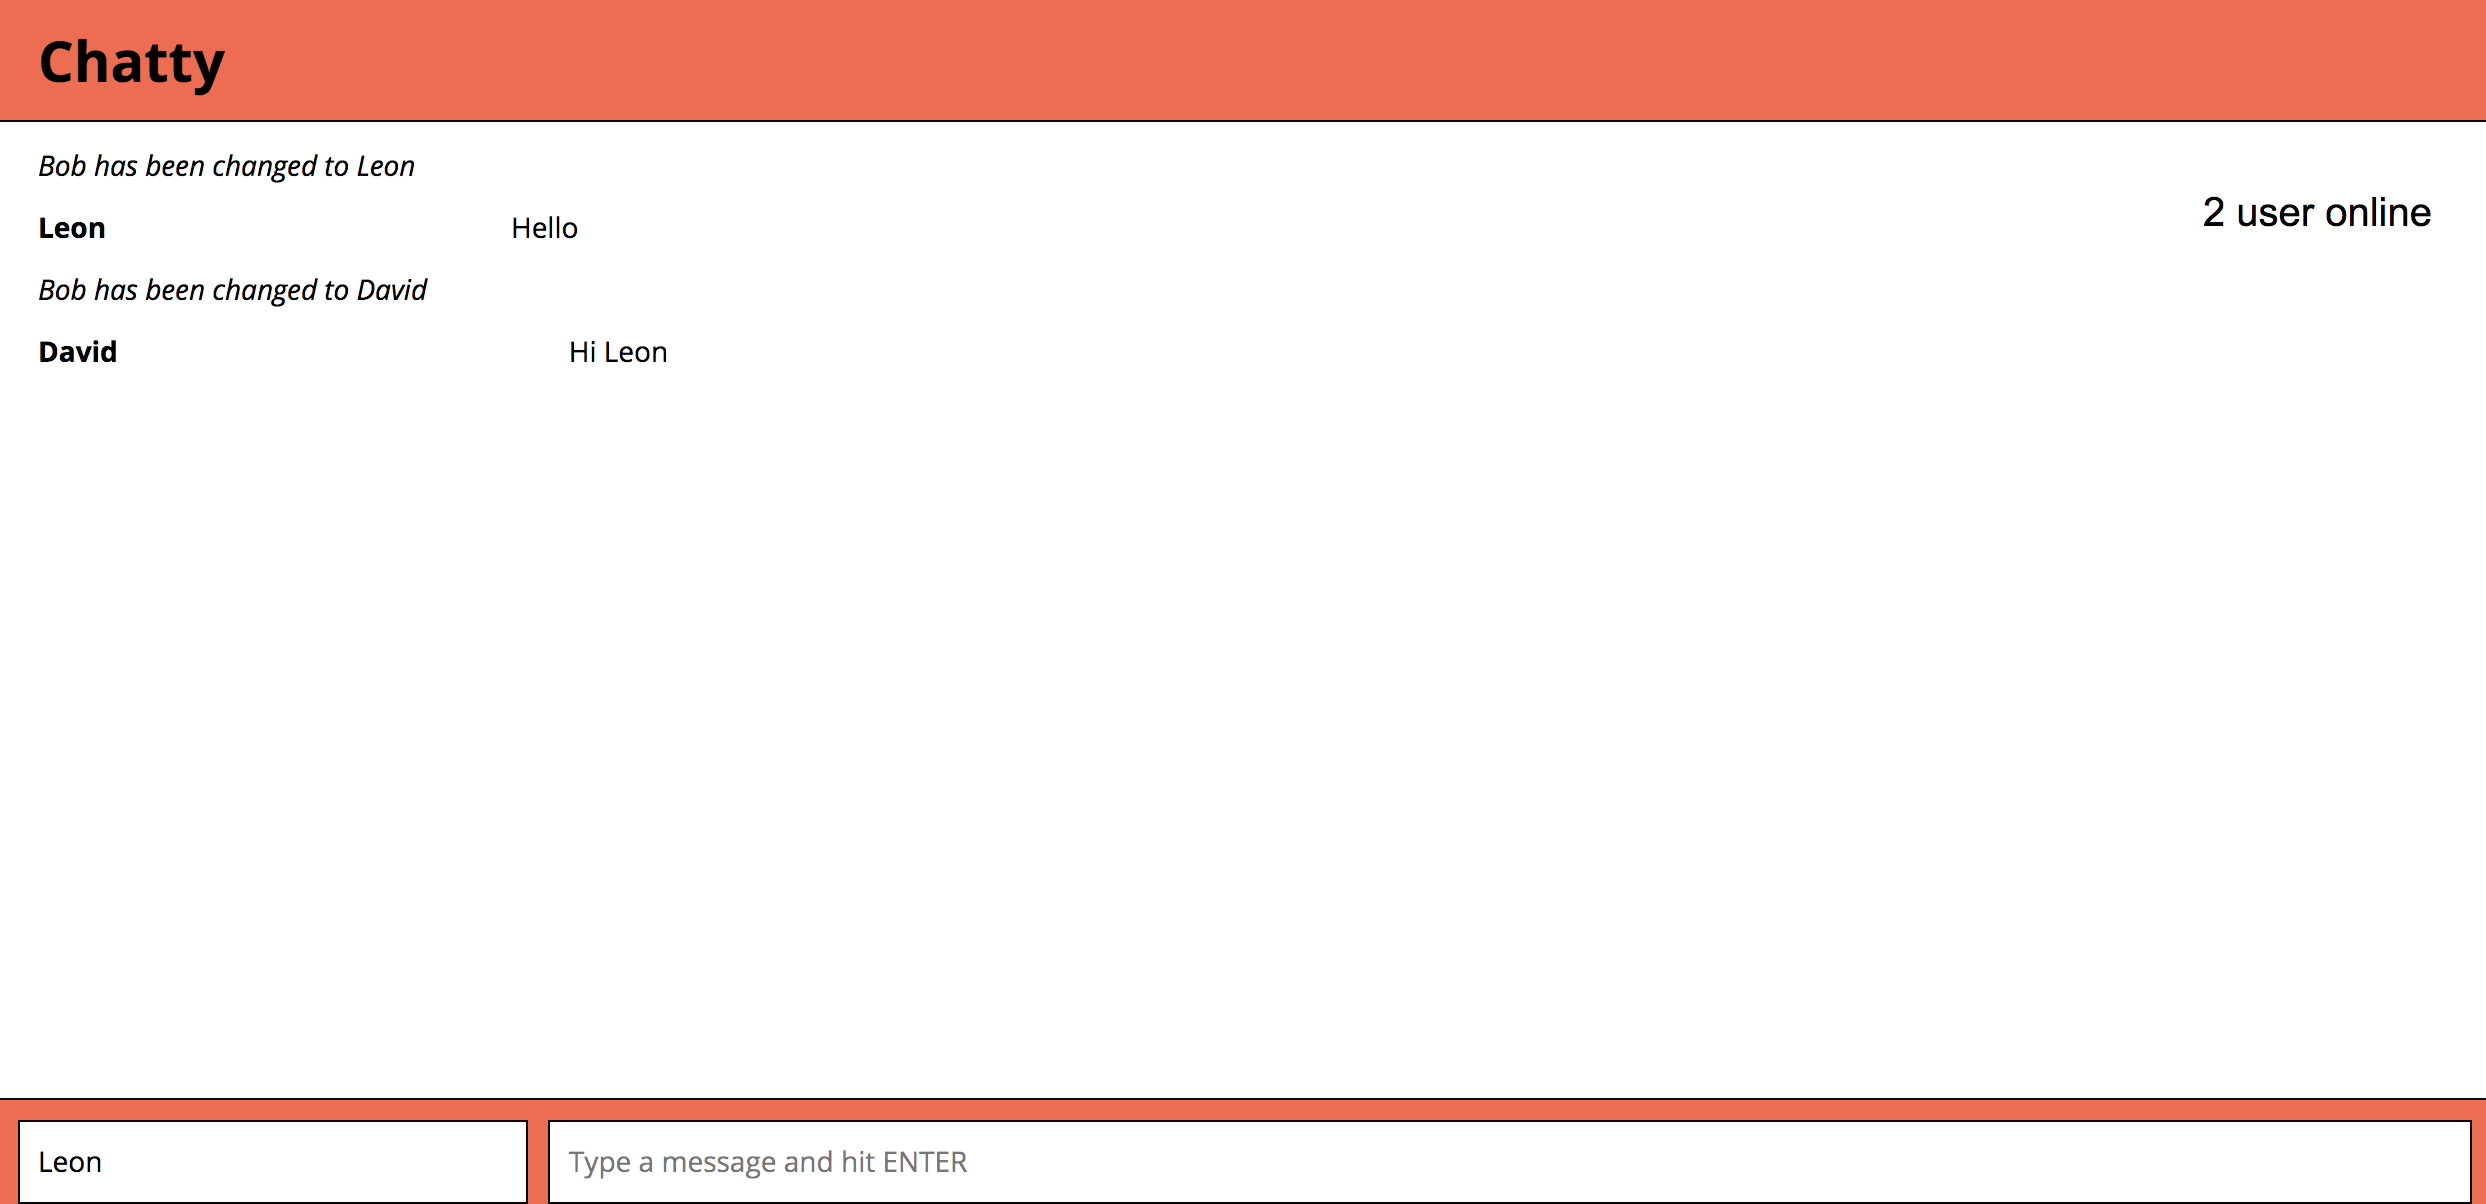 Chatty
Bob has been changed to Leon
2 user online
Leon Hello
Bob has been changed to David
David Hi Leon
Leon
Type a message and hit ENTER